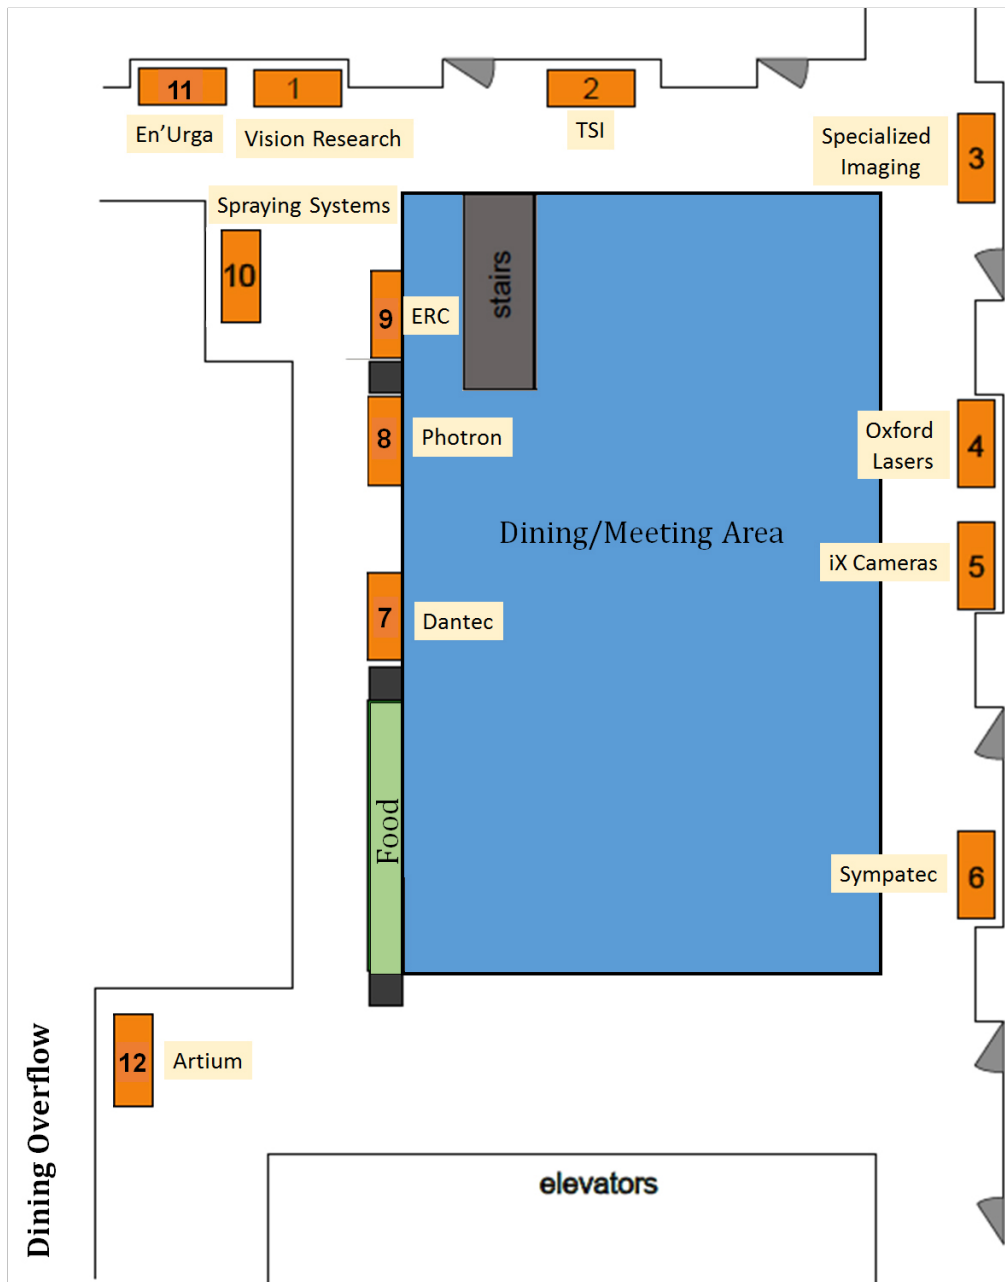 11
1
2
En'Urga
Vision Research
TSI
Specialized
Imaging
3
Spraying Systems
10
stairs
9
ERC
8
Photron
Oxford
Lasers
4
Dining/Meeting Area
iX Cameras
5
7
Dantec
Food
Sympatec
6
12
Artium
Dining Overflow
elevators